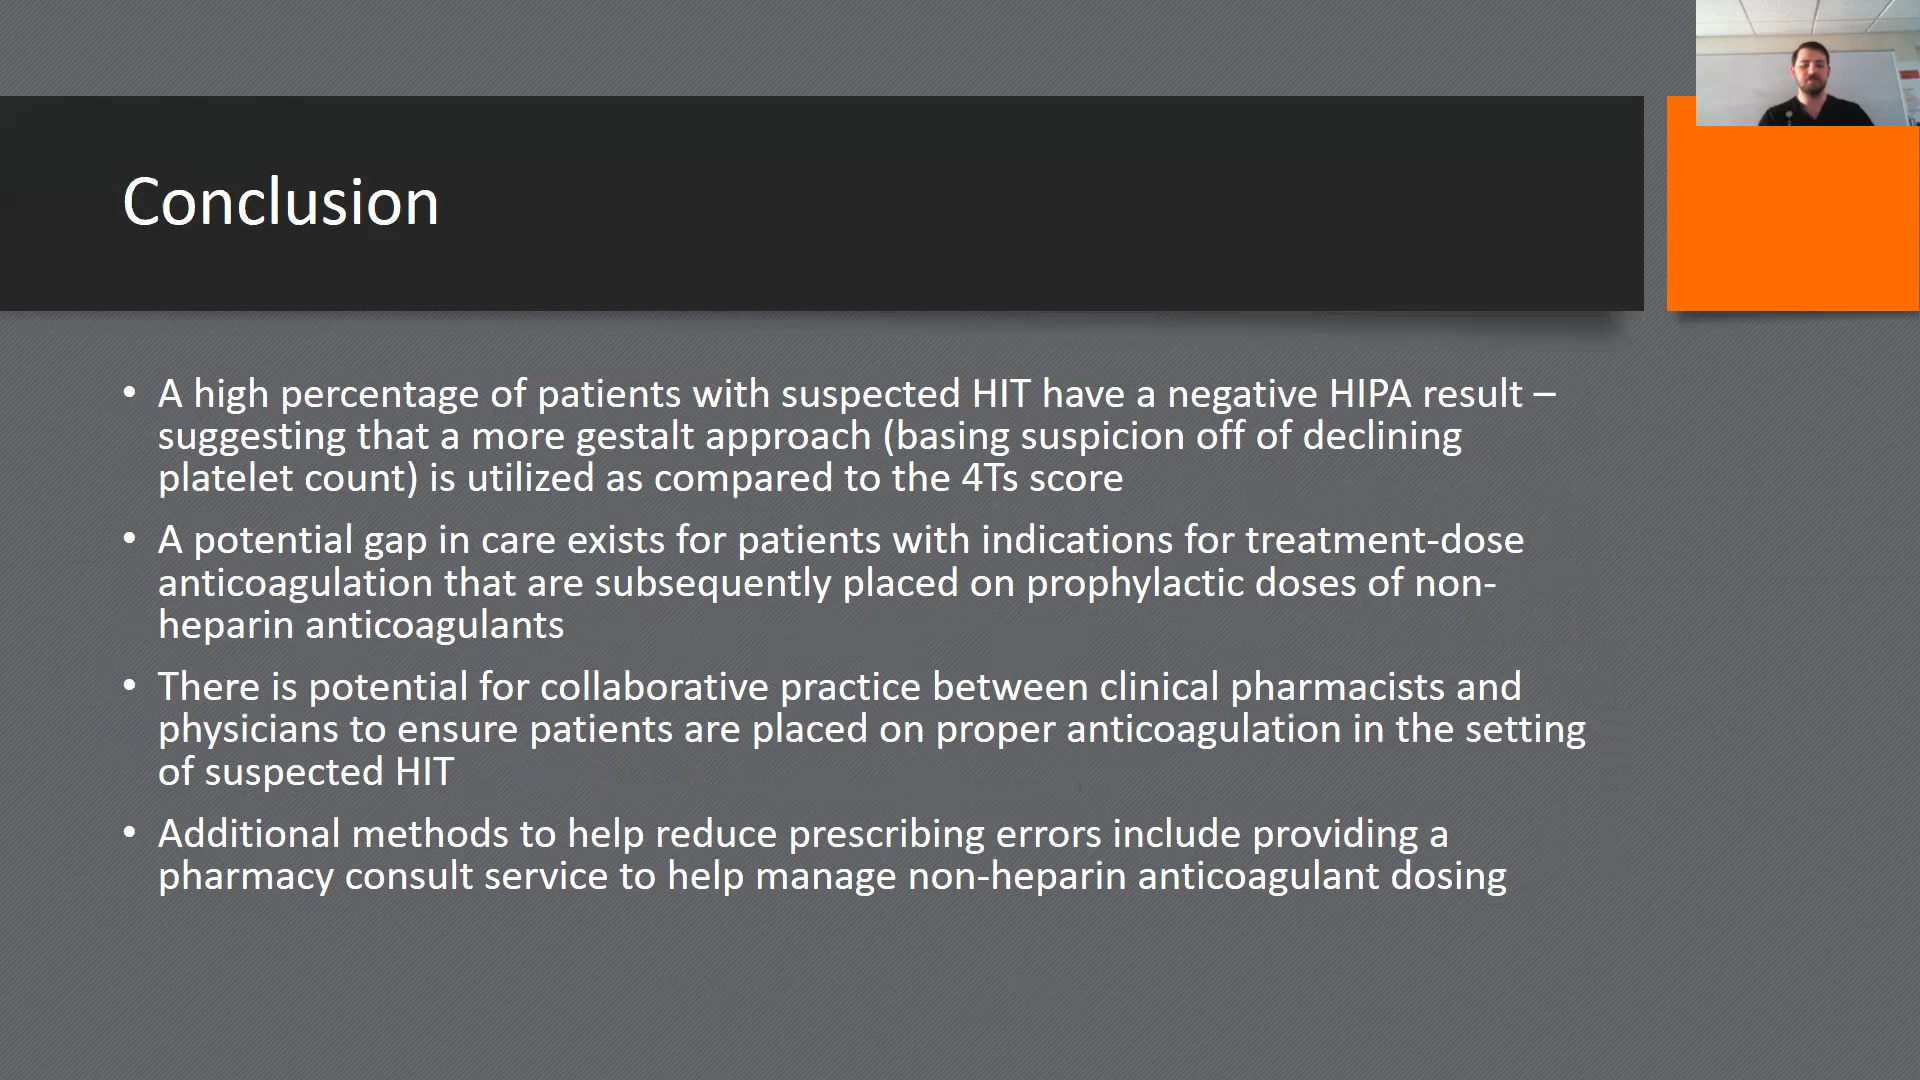 Conclusion
• A high percentage of patients with suspected HIT have a negative HIPA result –
suggesting that a more gestalt approach (basing suspicion off of declining
platelet count) is utilized as compared to the 4Ts score
• A potential gap in care exists for patients with indications for treatment-dose
anticoagulation that are subsequently placed on prophylactic doses of non-
heparin anticoagulants
• There is potential for collaborative practice between clinical pharmacists and
physicians to ensure patients are placed on proper anticoagulation in the setting
of suspected HIT
• Additional methods to help reduce prescribing errors include providing a
pharmacy consult service to help manage non-heparin anticoagulant dosing